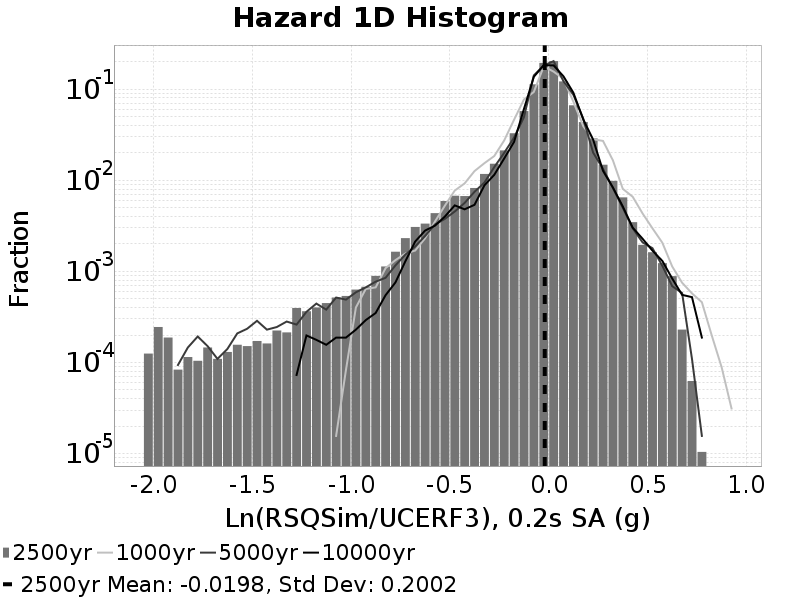 Hazard 1D Histogram
Fraction
10-1
10-2
10-3
10-4
10-5
-2.0 -1.5 -1.0 -0.5 0.0 0.5 1.0
Ln(RSQSim/UCERF3), 0.2s SA (g)
2500yr 1000yr 5000yr 10000yr
2500yr Mean: -0.0198, Std Dev: 0.2002